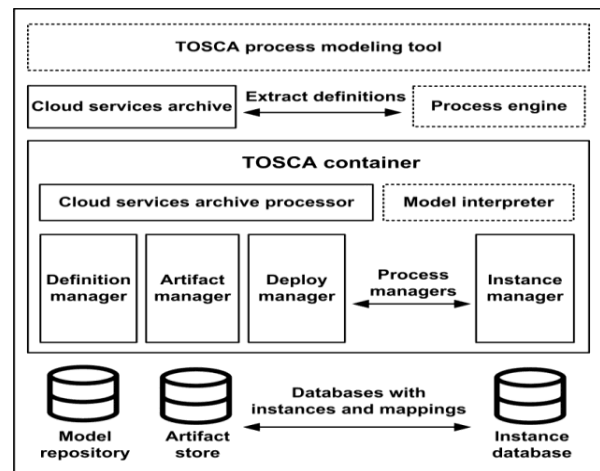 TOSCA process modeling tool
Cloud services archive
Extract definitions
Process engine
TOSCA container
Cloud services archive processor
Model interpreter
Definition
manager
Artifact
manager
Deploy
manager
Process
managers
Instance
manager
Model
repository
Artifact
store
Databases with
instances and mappings
Instance
database